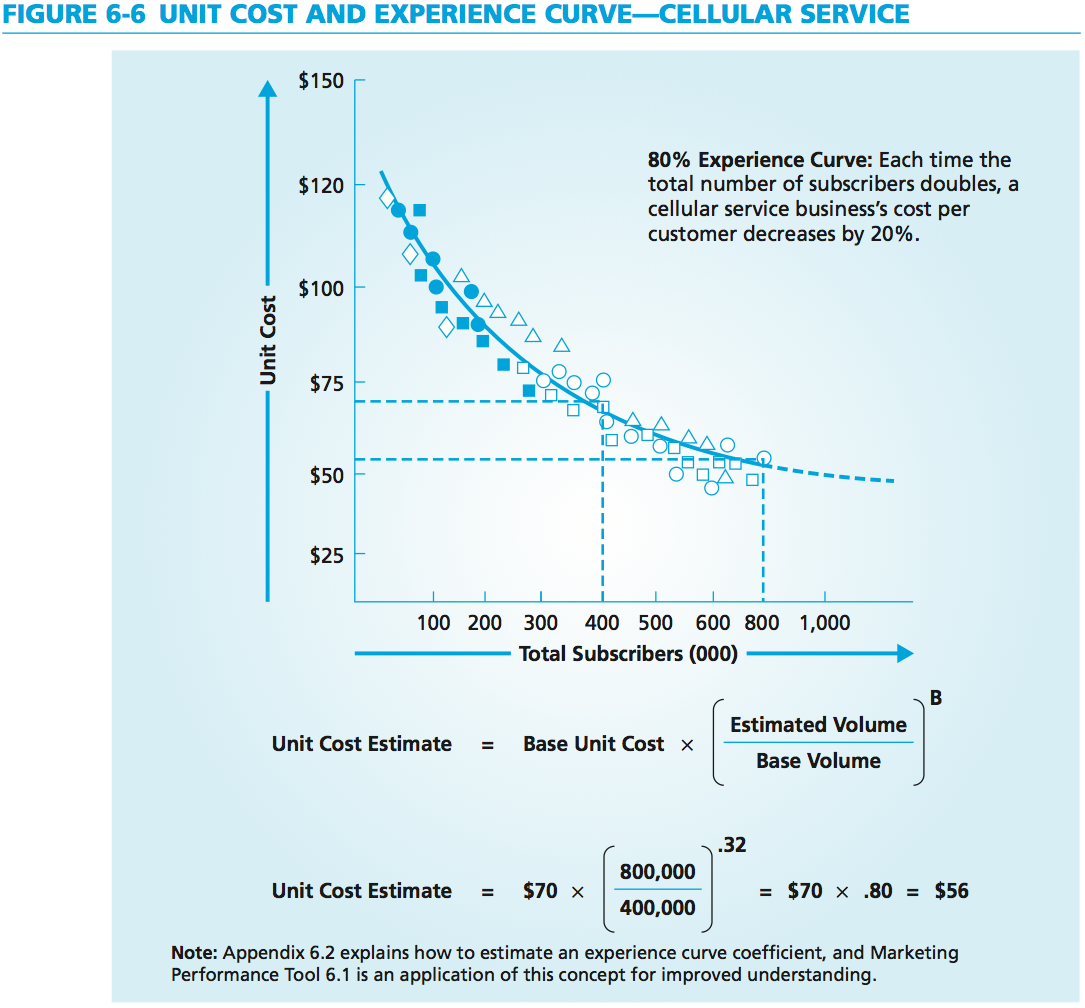 FIGURE 6-6 UNIT COST AND EXPERIENCE CURVE—CELLULAR SERVICE
$150
80% Experience Curve: Each time the
total number of subscribers doubles, a
cellular service business's cost per
customer decreases by 20%.
$120
$100
Unit Cost
$75
$50
$25
100 200 300 400 500 600 800 1,000
Total Subscribers (000)
Unit Cost Estimate = Base Unit Cost × (Estimated Volume / Base Volume) B
Unit Cost Estimate = $70 × (800,000 / 400,000) .32 = $70 × .80 = $56
Note: Appendix 6.2 explains how to estimate an experience curve coefficient, and Marketing
Performance Tool 6.1 is an application of this concept for improved understanding.